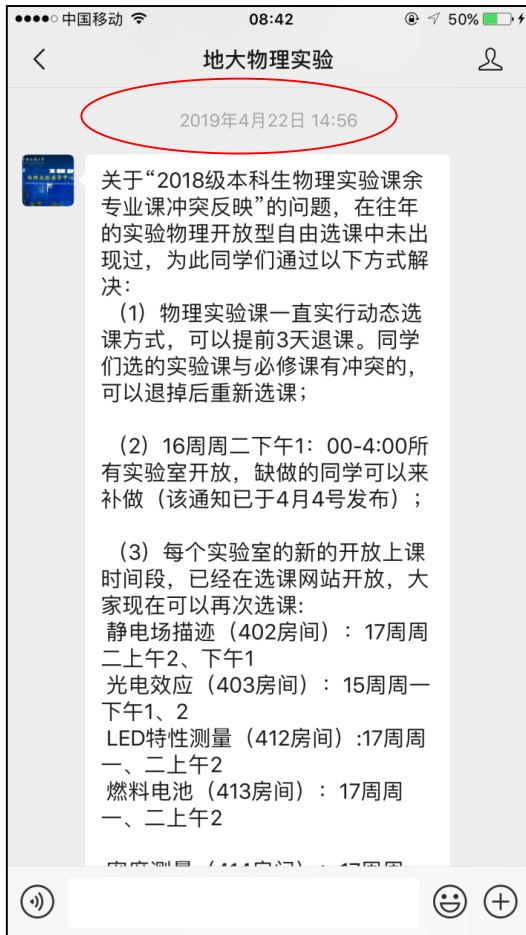 中国移动 08:42 50%
地大物理实验
2019年4月22日 14:56
关于“2018级本科生物理实验课余
专业课冲突反映”的问题，在往年
的实验物理开放型自由选课中未出
现过，为此同学们通过以下方式解
决：
（1）物理实验课一直实行动态选
课方式，可以提前3天退课。同学
们选的实验课与必修课有冲突的，
可以退掉后重新选课；
（2）16周周二下午1：00-4:00所
有实验室开放，缺做的同学可以来
补做（该通知已于4月4号发布）；
（3）每个实验室的新的开放上课
时间段，已经在选课网站开放，大
家现在可以再次选课:
静电场描迹（402房间）：17周周
二上午2、下午1
光电效应（403房间）：15周周一
下午1、2
LED特性测量（412房间）:17周周
一、二上午2
燃料电池（413房间）：17周周
一、二上午2